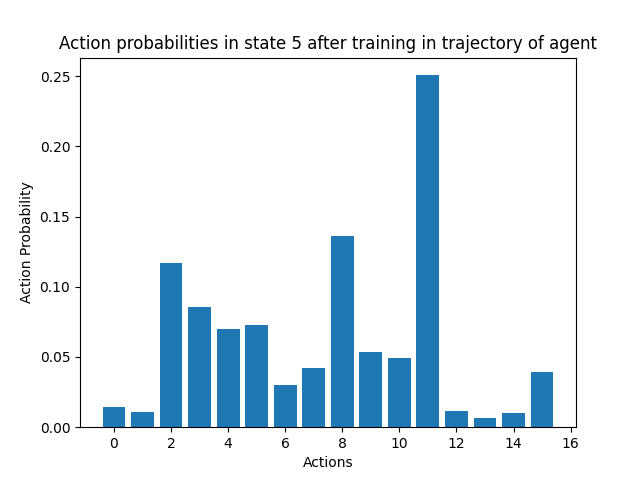 Action probabilities in state 5 after training in trajectory of agent
0.25
0.20
0.15
0.10
0.05
0.00
Action Probability
0 2 4 6 8 10 12 14 16
Actions